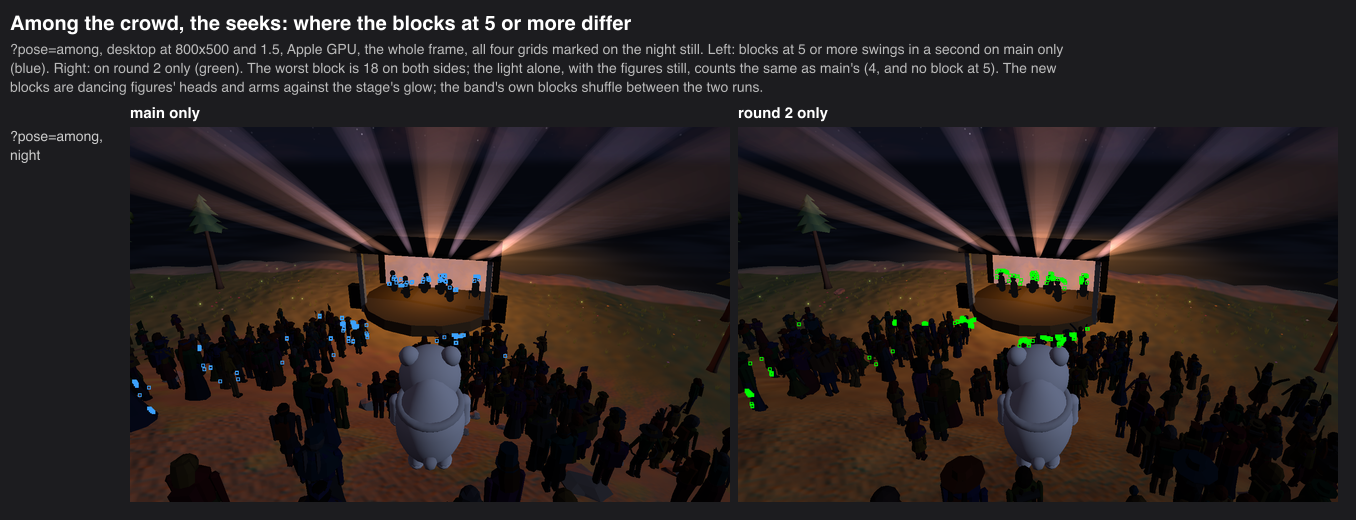 Among the crowd, the seeks: where the blocks at 5 or more differ
?pose=among, desktop at 800x500 and 1.5, Apple GPU, the whole frame, all four grids marked on the night still. Left: blocks at 5 or more swings in a second on main only
(blue). Right: on round 2 only (green). The worst block is 18 on both sides; the light alone, with the figures still, counts the same as main's (4, and no block at 5). The new
blocks are dancing figures' heads and arms against the stage's glow; the band's own blocks shuffle between the two runs.
main only
round 2 only
?pose=among,
night